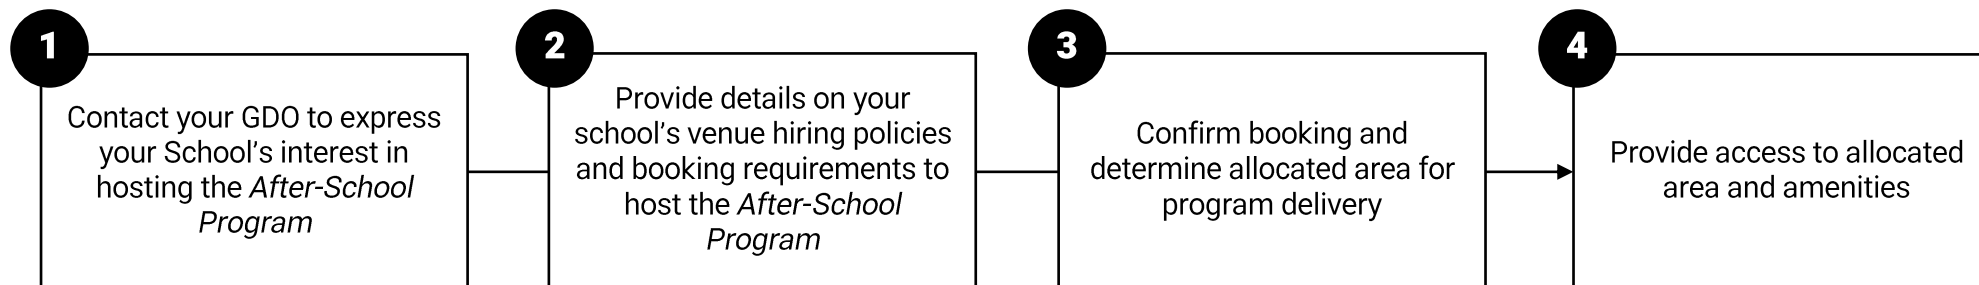 1
Contact your GDO to express
your School's interest in
hosting the After-School
Program
2
Provide details on your
school's venue hiring policies
and booking requirements to
host the After-School
Program
3
Confirm booking and
determine allocated area for
program delivery
4
Provide access to allocated
area and amenities